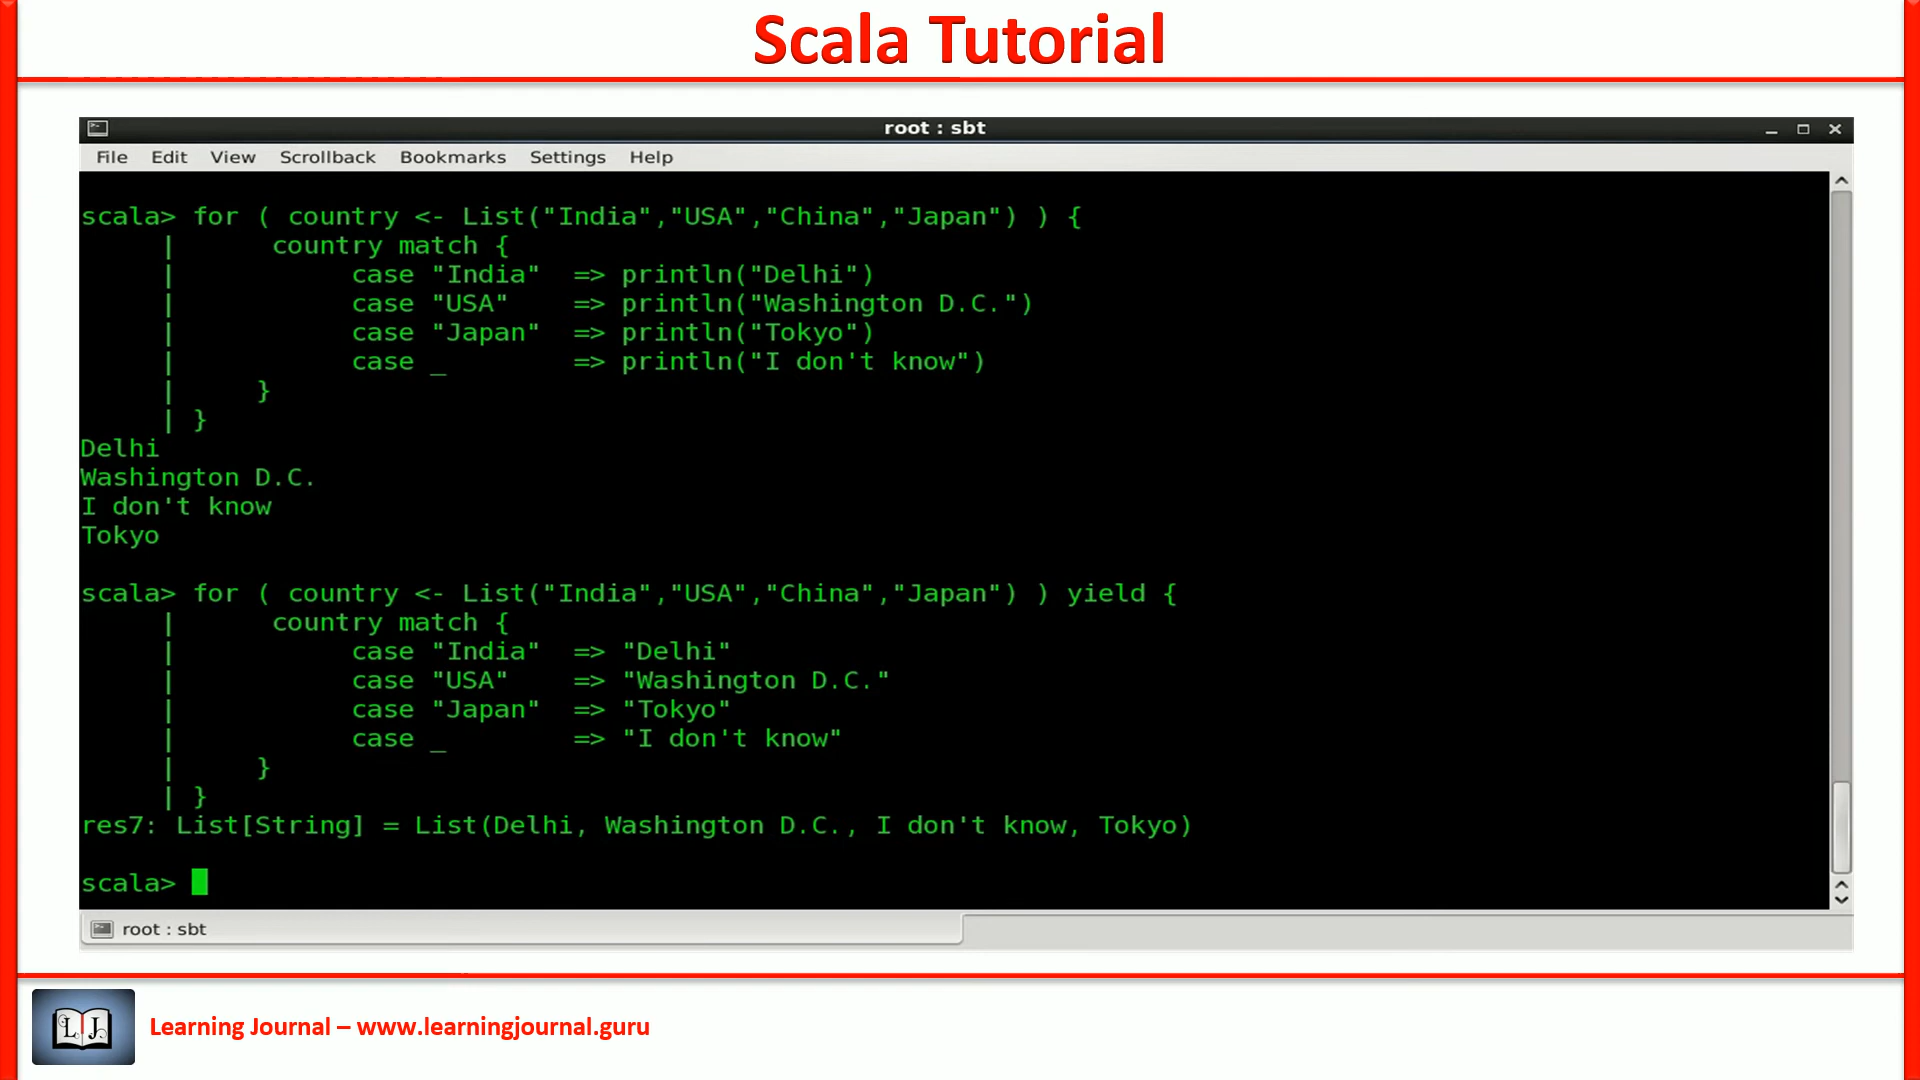 Scala Tutorial
root : sbt
File Edit View Scrollback Bookmarks Settings Help
scala> for ( country <- List("India","USA","China","Japan") ) {
     |      country match {
     |           case "India"  => println("Delhi")
     |           case "USA"    => println("Washington D.C.")
     |           case "Japan"  => println("Tokyo")
     |           case _        => println("I don't know")
     |     }
     | }
Delhi
Washington D.C.
I don't know
Tokyo
scala> for ( country <- List("India","USA","China","Japan") ) yield {
     |      country match {
     |           case "India"  => "Delhi"
     |           case "USA"    => "Washington D.C."
     |           case "Japan"  => "Tokyo"
     |           case _        => "I don't know"
     |     }
     | }
res7: List[String] = List(Delhi, Washington D.C., I don't know, Tokyo)
scala>
root : sbt
LJ
Learning Journal – www.learningjournal.guru